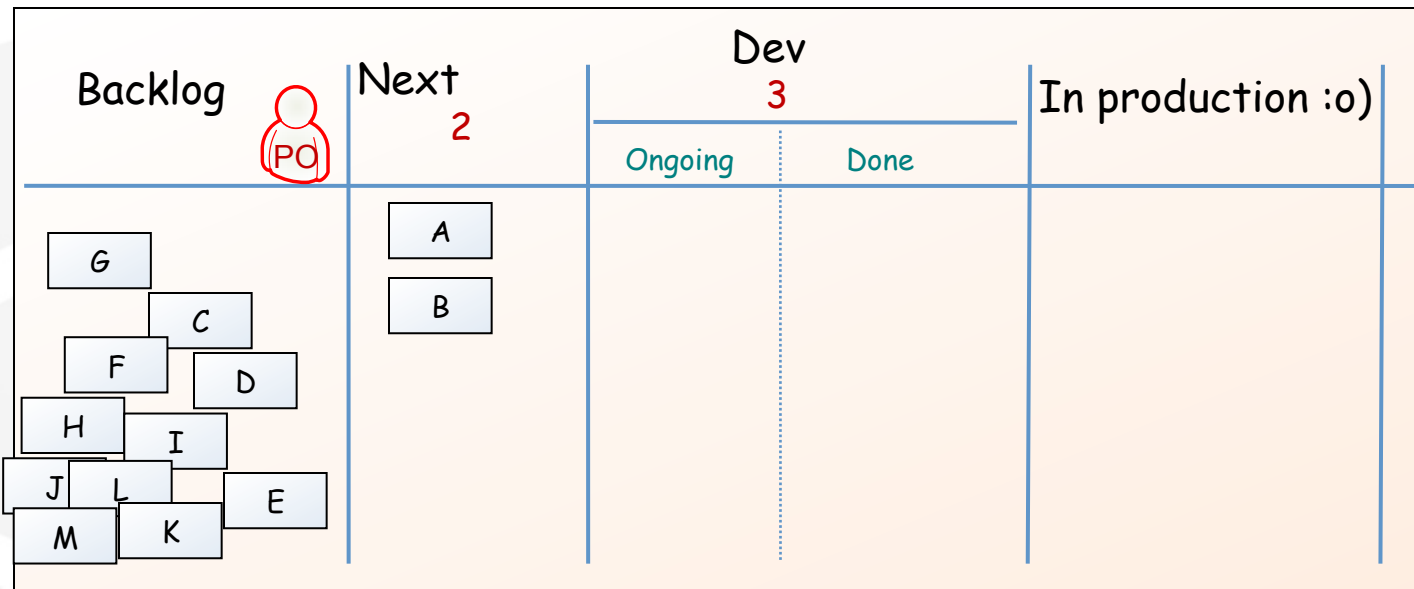 Backlog
PO
Next
2
Dev
3
Ongoing
Done
In production :o)
A
B
G
C
F
D
H
I
J
L
E
M
K